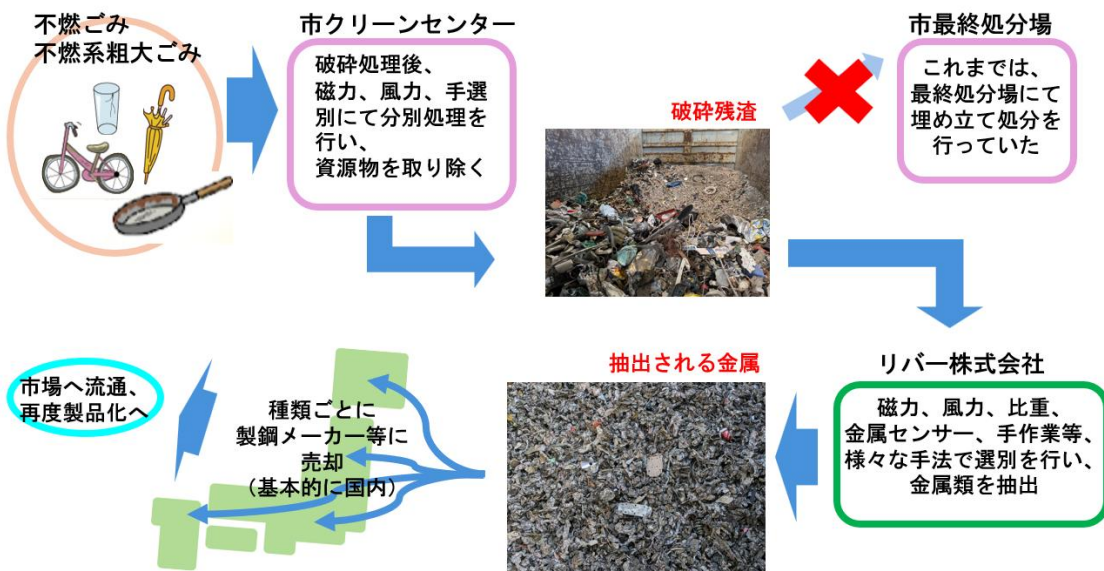 不燃ごみ
不燃系粗大ごみ
市クリーンセンター
破砕処理後、
磁力、風力、手選
別にて分別処理を
行い、
資源物を取り除く
破砕残渣
市最終処分場
これまでは、
最終処分場にて
埋め立て処分を
行っていた
リバー株式会社
磁力、風力、比重、
金属センサー、手作業等、
様々な手法で選別を行い、
金属類を抽出
抽出される金属
種類ごとに
製鋼メーカー等に
売却
（基本的に国内）
市場へ流通、
再度製品化へ